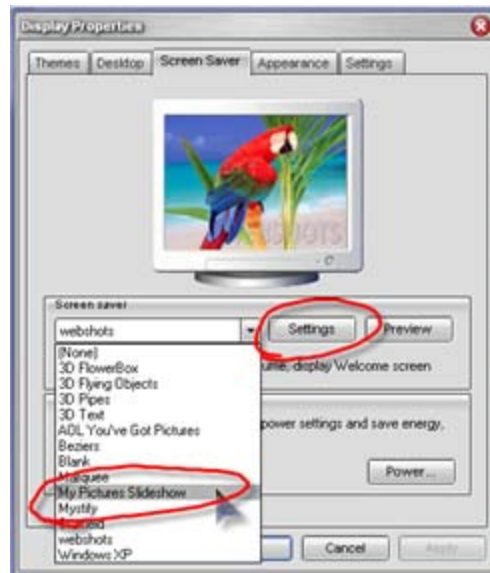 Display Properties
Themes Desktop Screen Saver Appearance Settings
WEBSHOTS
Screen saver
webshots Settings Preview
(None)
3D FlowerBox
3D Flying Objects
3D Pipes
3D Text
AOL You've Got Pictures
Beziers
Blank
Marquee
My Pictures Slideshow
Mystify
Starfield
webshots
Windows XP
display Welcome screen
power settings and save energy,
Power...
Cancel Apply